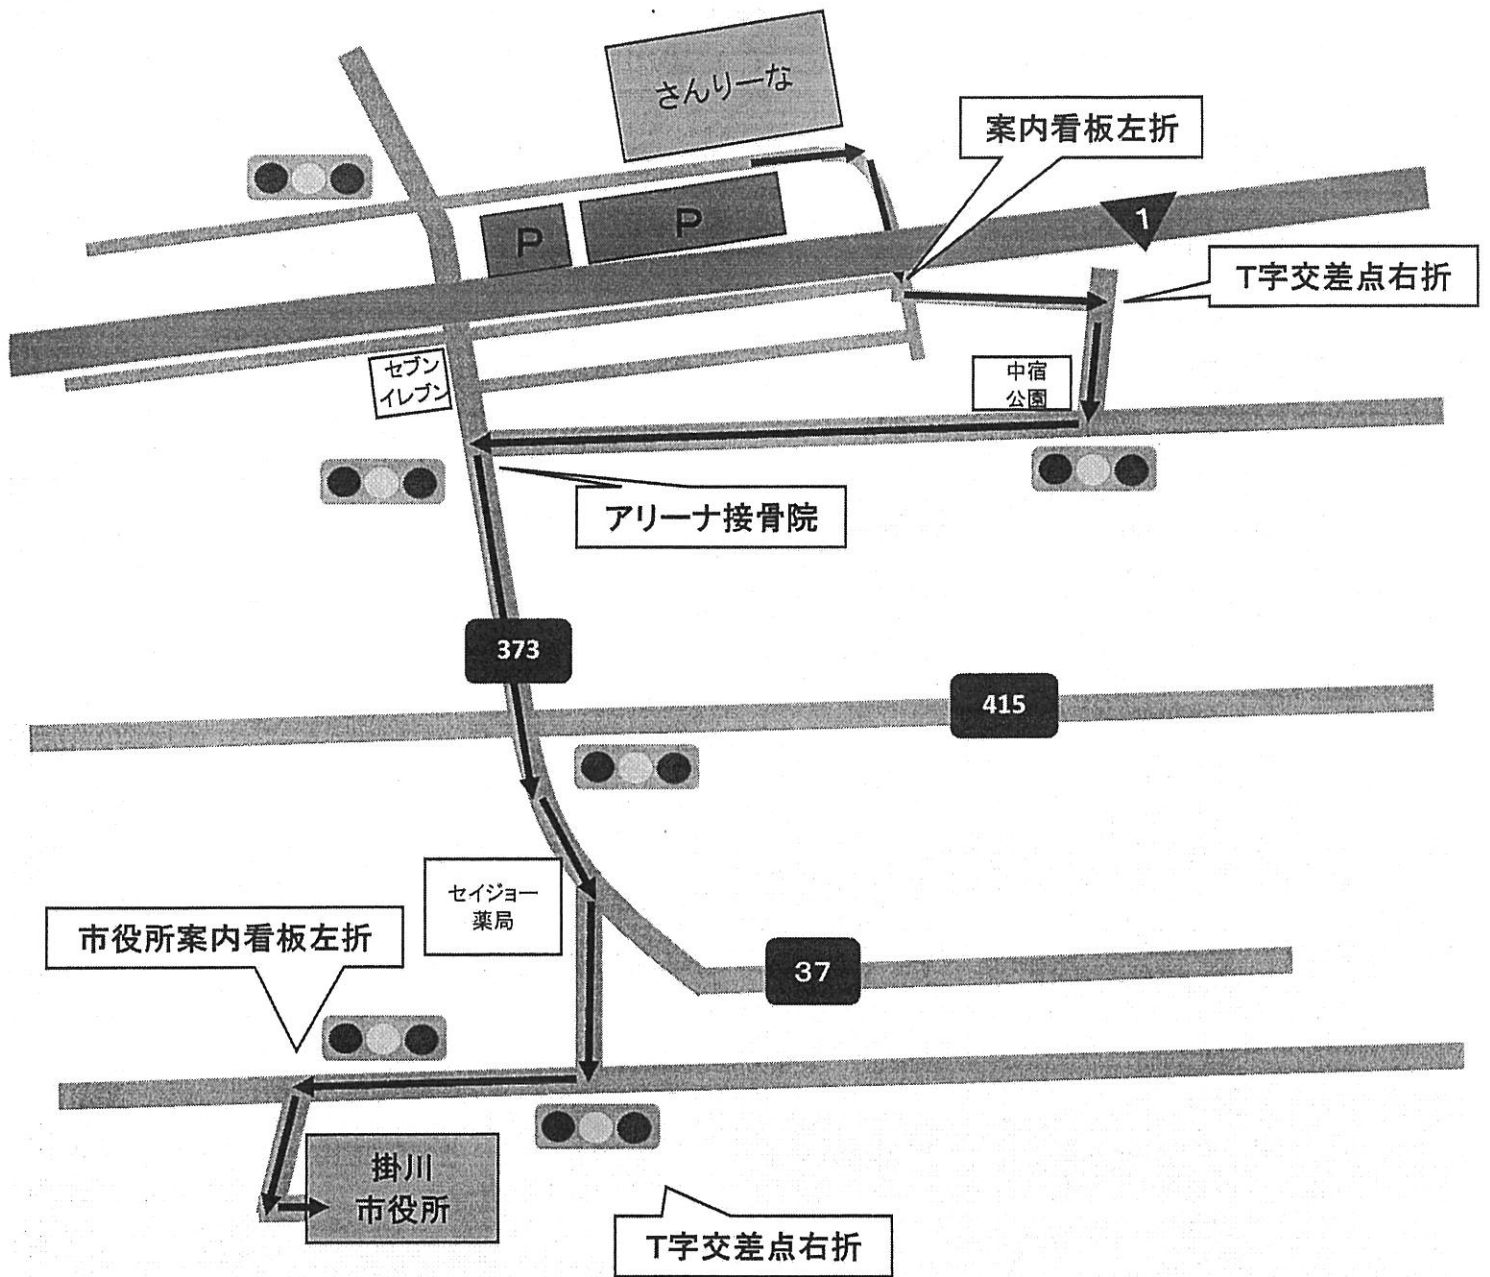 さんりーな
案内看板左折
P
P
1
T字交差点右折
セブン
イレブン
中宿
公園
アリーナ接骨院
373
415
セイジョー
薬局
市役所案内看板左折
37
掛川
市役所
T字交差点右折